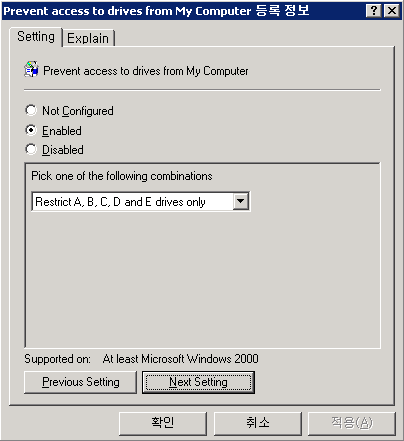 Prevent access to drives from My Computer 등록 정보
Setting
Explain
Prevent access to drives from My Computer
Not Configured
Enabled
Disabled
Pick one of the following combinations
Restrict A, B, C, D and E drives only
Supported on: At least Microsoft Windows 2000
Previous Setting
Next Setting
확인
취소
적용(A)